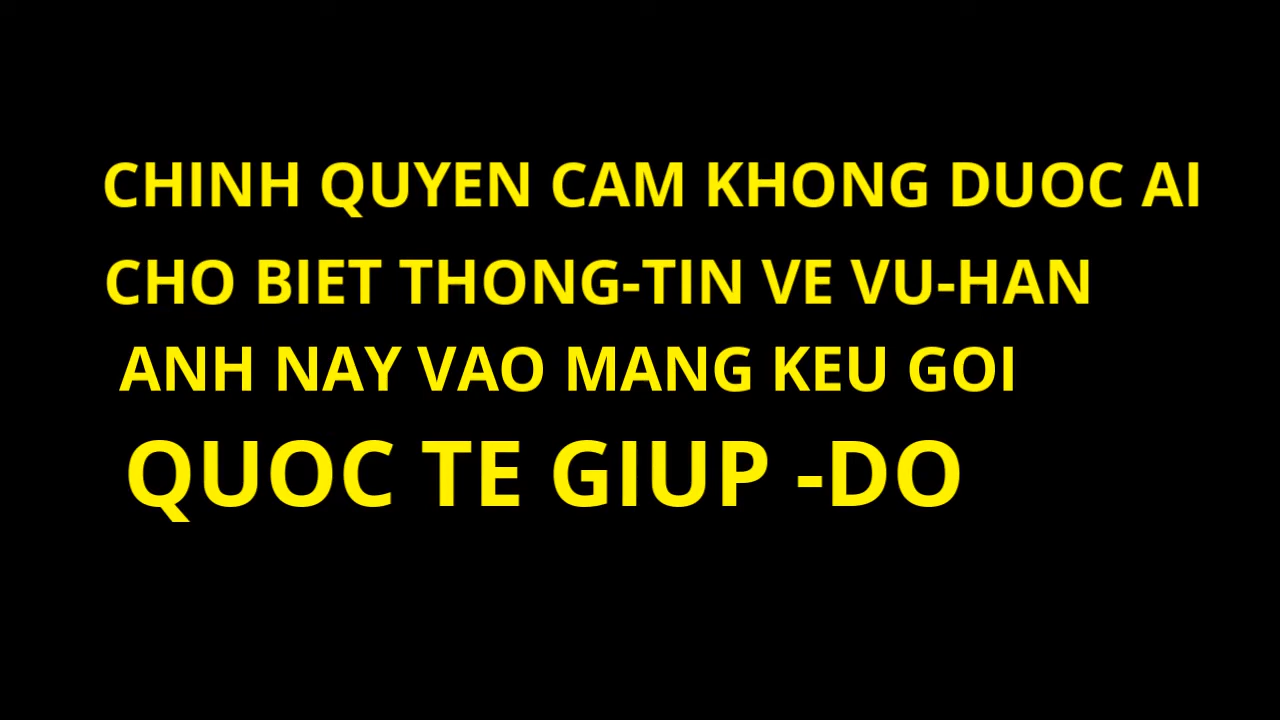 CHINH QUYEN CAM KHONG DUOC AI
CHO BIET THONG-TIN VE VU-HAN
ANH NAY VAO MANG KEU GOI
QUOC TE GIUP -DO